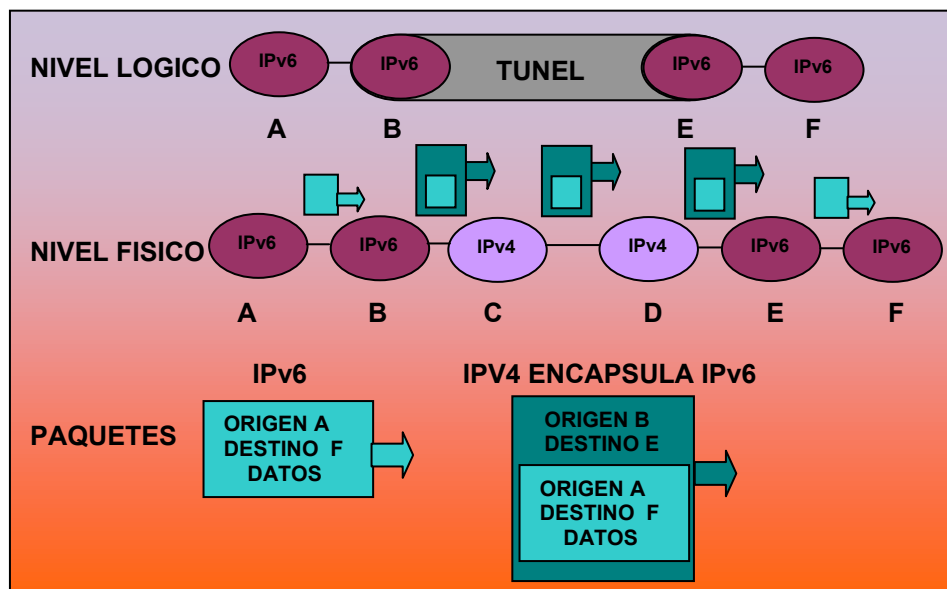 NIVEL LOGICO
IPv6 IPv6 TUNEL IPv6 IPv6
A B E F
NIVEL FISICO
IPv6 IPv6 IPv4 IPv4 IPv6 IPv6
A B C D E F
IPv6 IPV4 ENCAPSULA IPv6
PAQUETES
ORIGEN A
DESTINO F
DATOS
ORIGEN B
DESTINO E
ORIGEN A
DESTINO F
DATOS